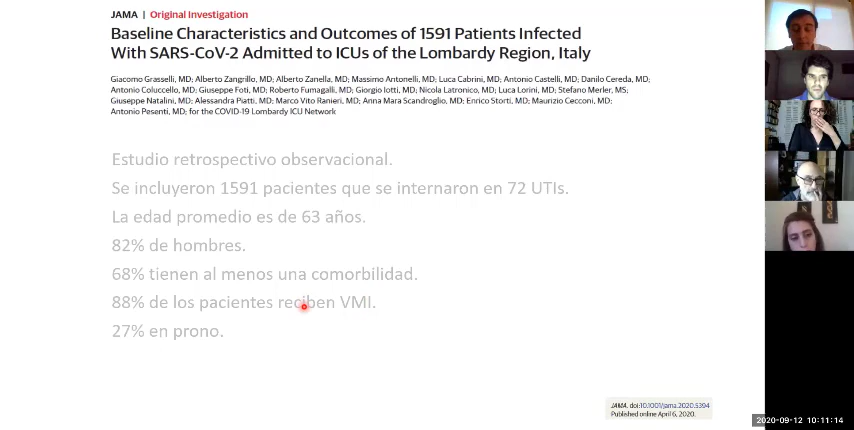 JAMA | Original Investigation
Baseline Characteristics and Outcomes of 1591 Patients Infected
With SARS-CoV-2 Admitted to ICUs of the Lombardy Region, Italy
Giacomo Grasselli, MD; Alberto Zangrillo, MD; Alberto Zanella, MD; Massimo Antonelli, MD; Luca Cabrini, MD; Antonio Castelli, MD; Danilo Cereda, MD;
Antonio Coluccello, MD; Giuseppe Foti, MD; Roberto Fumagalli, MD; Giorgio Iotti, MD; Nicola Latronico, MD; Luca Lorini, MD; Stefano Merler, MS;
Giuseppe Natalini, MD; Alessandra Piatti, MD; Marco Vito Ranieri, MD; Anna Mara Scandroglio, MD; Enrico Storti, MD; Maurizio Cecconi, MD;
Antonio Pesenti, MD; for the COVID-19 Lombardy ICU Network
Estudio retrospectivo observacional.
Se incluyeron 1591 pacientes que se internaron en 72 UTIs.
La edad promedio es de 63 años.
82% de hombres.
68% tienen al menos una comorbilidad.
88% de los pacientes reciben VMI.
27% en prono.
JAMA. doi:10.1001/jama.2020.5394
Published online April 6, 2020.
2020-09-12 10:11:14